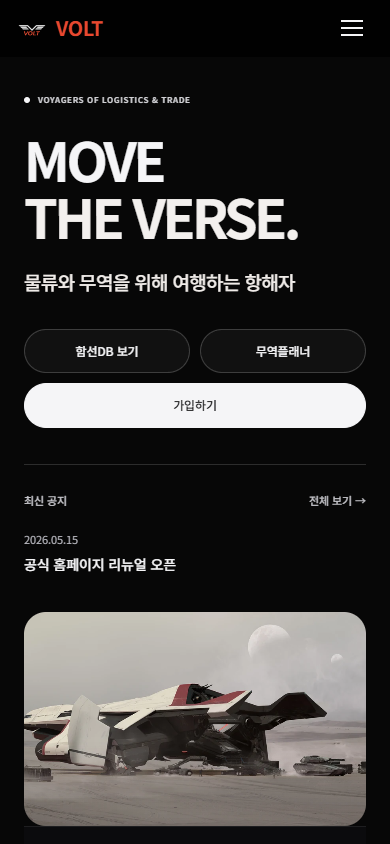 VOLT
VOLT
VOYAGERS OF LOGISTICS & TRADE
MOVE
THE VERSE.
물류와 무역을 위해 여행하는 항해자
함선DB 보기
무역플래너
가입하기
최신 공지
전체 보기 →
2026.05.15
공식 홈페이지 리뉴얼 오픈